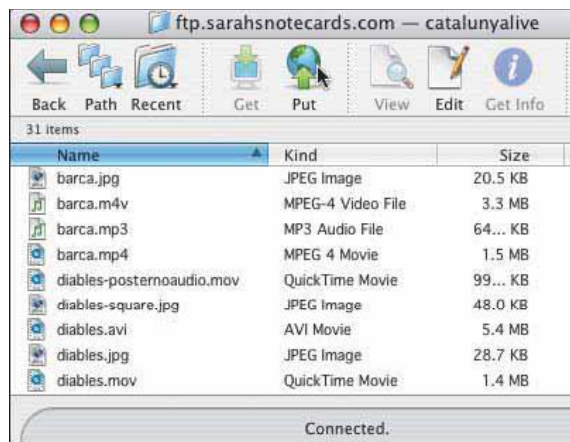 ftp.sarahsnotecards.com — catalunyalive
Back Path Recent Get Put View Edit Get Info
31 items
Name Kind Size
barca.jpg JPEG Image 20.5 KB
barca.m4v MPEG-4 Video File 3.3 MB
barca.mp3 MP3 Audio File 64... KB
barca.mp4 MPEG 4 Movie 1.5 MB
diables-posternoaudio.mov QuickTime Movie 99... KB
diables-square.jpg JPEG Image 48.0 KB
diables.avi AVI Movie 5.4 MB
diables.jpg JPEG Image 28.7 KB
diables.mov QuickTime Movie 1.4 MB
Connected.